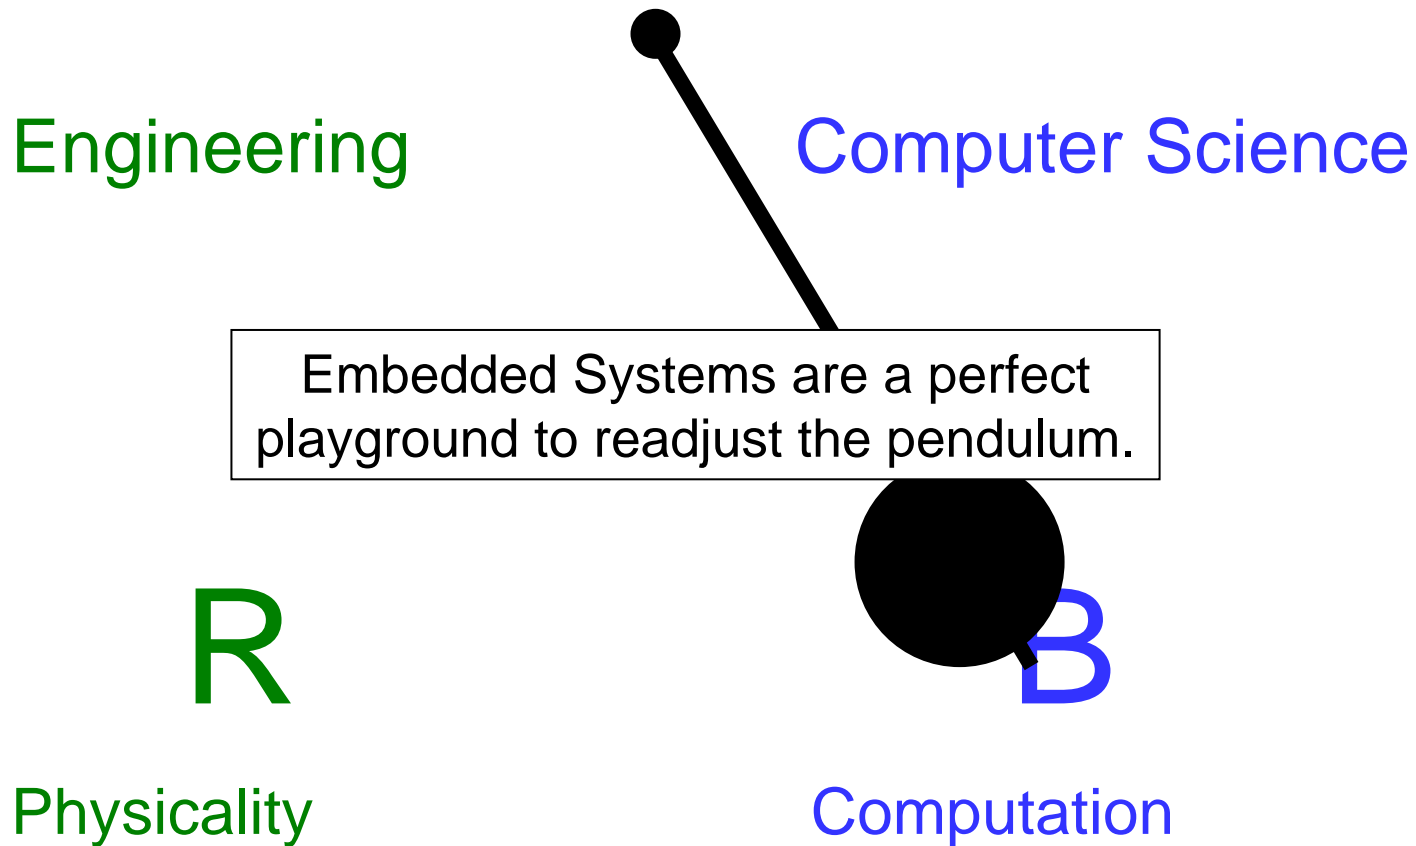 Engineering
Computer Science
Embedded Systems are a perfect
playground to readjust the pendulum.
R
B
Physicality
Computation